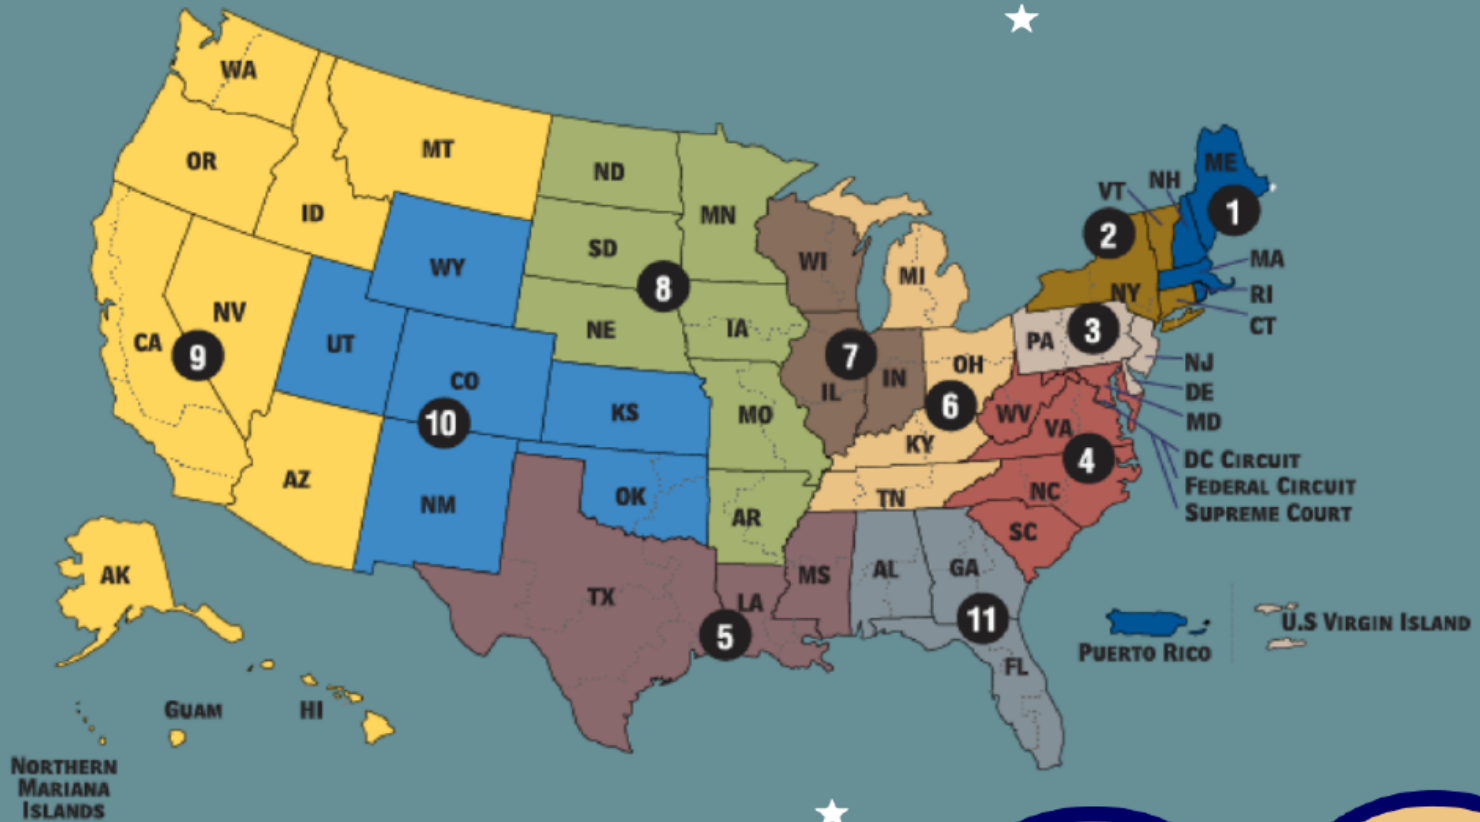 WA
OR
ID
MT
ND
MN
SD
WY
NE
IA
WI
MI
VT
NH
ME
1
2
MA
NY
RI
CT
8
NV
CA
9
UT
CO
10
KS
MO
7
IL
IN
OH
6
PA
3
NJ
DE
MD
WV
VA
KY
4
DC CIRCUIT
FEDERAL CIRCUIT
SUPREME COURT
AZ
NM
OK
AR
TN
NC
SC
AK
TX
LA
5
MS
AL
GA
11
FL
PUERTO RICO
U.S VIRGIN ISLAND
GUAM
HI
NORTHERN
MARIANA
ISLANDS